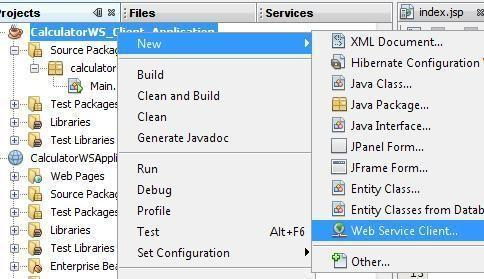 Projects
Files
Services
index.jsp
CalculatorWS_Client_Application
Source Packag
calculator
Main.
Test Packages
Libraries
Test Libraries
CalculatorWSAppli
Web Pages
Source Packag
Test Packages
Libraries
Test Libraries
Enterprise Bea
New
Build
Clean and Build
Clean
Generate Javadoc
Run
Debug
Profile
Test Alt+F6
Set Configuration
XML Document...
Hibernate Configuration
Java Class...
Java Package...
Java Interface...
JPanel Form...
JFrame Form...
Entity Class...
Entity Classes from Datab
Web Service Client...
Other...